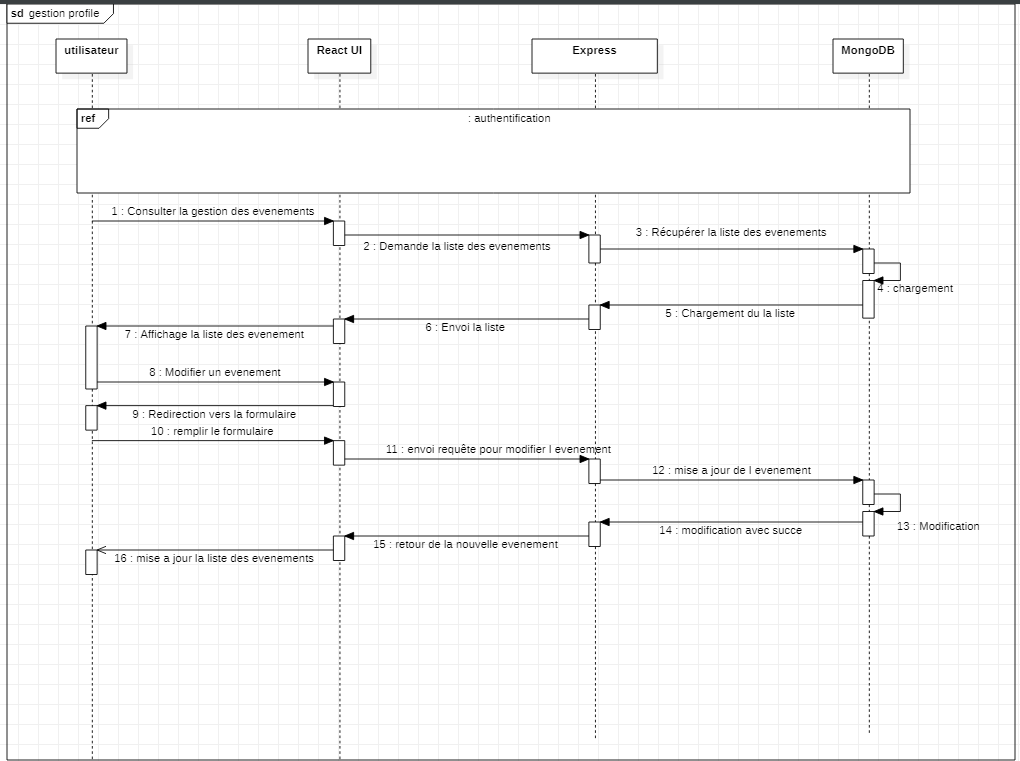 sd gestion profile
utilisateur
React UI
Express
MongoDB
ref
: authentification
1 : Consulter la gestion des evenements
2 : Demande la liste des evenements
3 : Récupérer la liste des evenements
4 : chargement
5 : Chargement du la liste
6 : Envoi la liste
7 : Affichage la liste des evenement
8 : Modifier un evenement
9 : Redirection vers la formulaire
10 : remplir le formulaire
11 : envoi requête pour modifier l evenement
12 : mise a jour de l evenement
13 : Modification
14 : modification avec succe
15 : retour de la nouvelle evenement
16 : mise a jour la liste des evenements